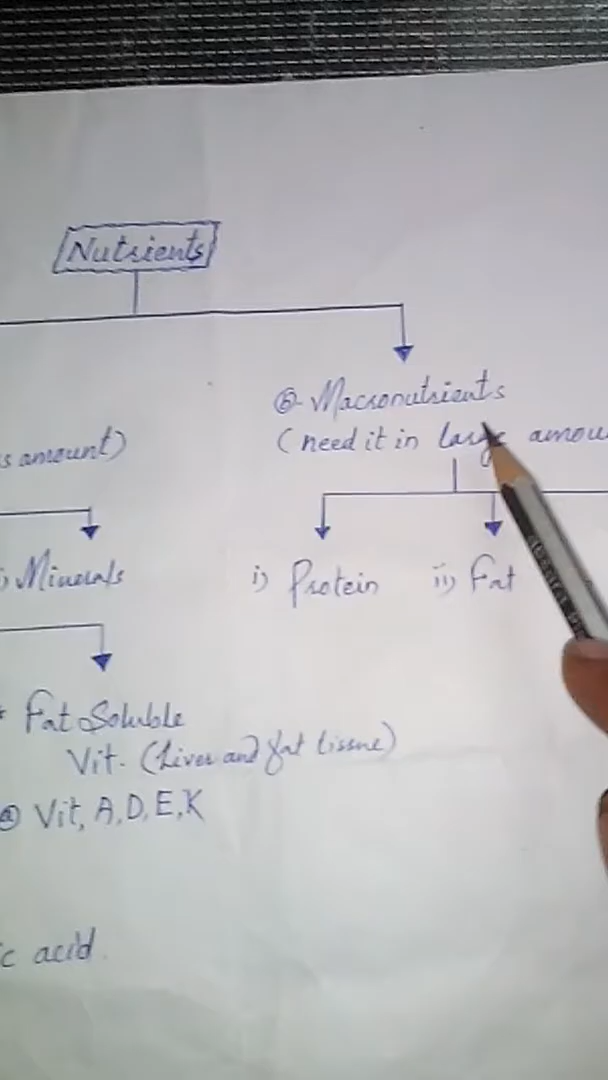 Nutrients
b Macronutrients
s amount)
(need it in large amou
i) Protein ii) Fat
) Minerals
* Fat Soluble
Vit. (Liver and fat tissue)
a Vit, A, D, E, K
c acid.